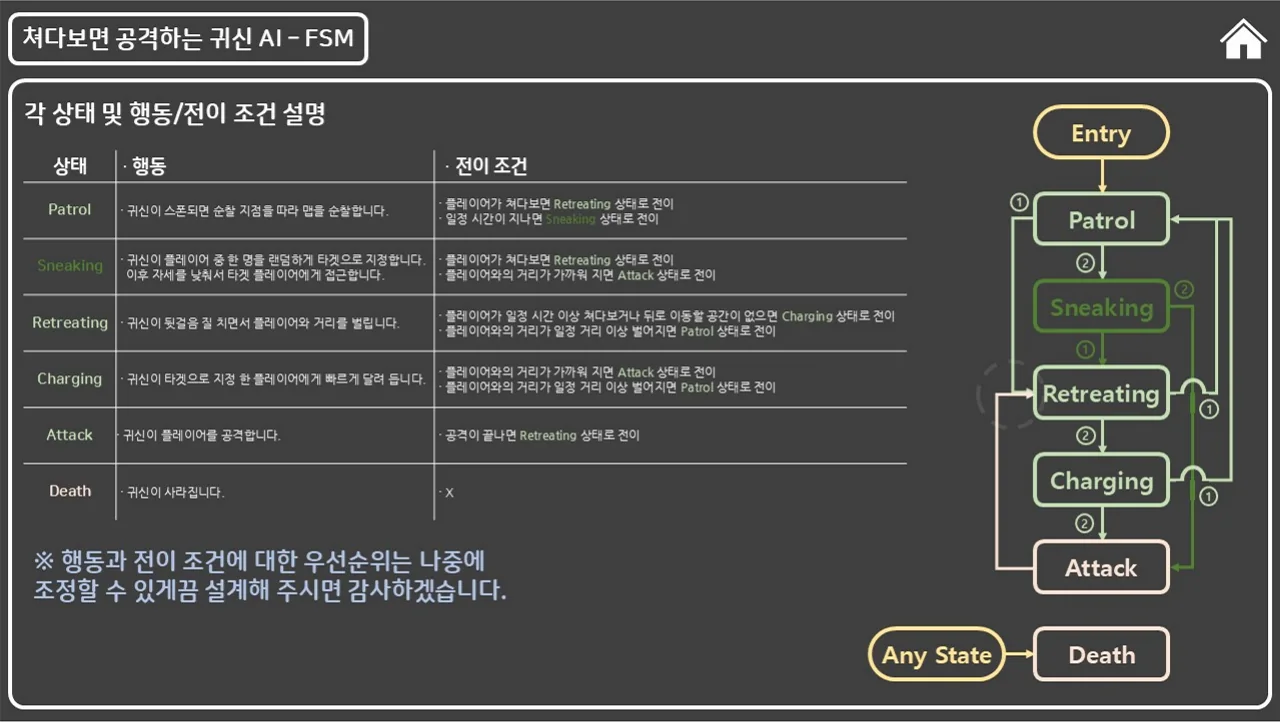 쳐다보면 공격하는 귀신 AI – FSM
각 상태 및 행동/전이 조건 설명
상태
· 행동
· 전이 조건
Patrol
· 귀신이 스폰되면 순찰 지점을 따라 맵을 순찰합니다.
· 플레이어가 쳐다보면 Retreating 상태로 전이
· 일정 시간이 지나면 Sneaking 상태로 전이
Sneaking
· 귀신이 플레이어 중 한 명을 랜덤하게 타겟으로 지정합니다.
이후 자세를 낮춰서 타겟 플레이어에게 접근합니다.
· 플레이어가 쳐다보면 Retreating 상태로 전이
· 플레이어와의 거리가 가까워 지면 Attack 상태로 전이
Retreating
· 귀신이 뒷걸음 질 치면서 플레이어와 거리를 벌립니다.
· 플레이어가 일정 시간 이상 쳐다보거나 뒤로 이동할 공간이 없으면 Charging 상태로 전이
· 플레이어와의 거리가 일정 거리 이상 벌어지면 Patrol 상태로 전이
Charging
· 귀신이 타겟으로 지정 한 플레이어에게 빠르게 달려 듭니다.
· 플레이어와의 거리가 가까워 지면 Attack 상태로 전이
· 플레이어와의 거리가 일정 거리 이상 벌어지면 Patrol 상태로 전이
Attack
· 귀신이 플레이어를 공격합니다.
· 공격이 끝나면 Retreating 상태로 전이
Death
· 귀신이 사라집니다.
· X
※ 행동과 전이 조건에 대한 우선순위는 나중에
조정할 수 있게끔 설계해 주시면 감사하겠습니다.
Entry
①
Patrol
②
Sneaking
②
①
Retreating
①
②
Charging
①
②
Attack
Any State
Death